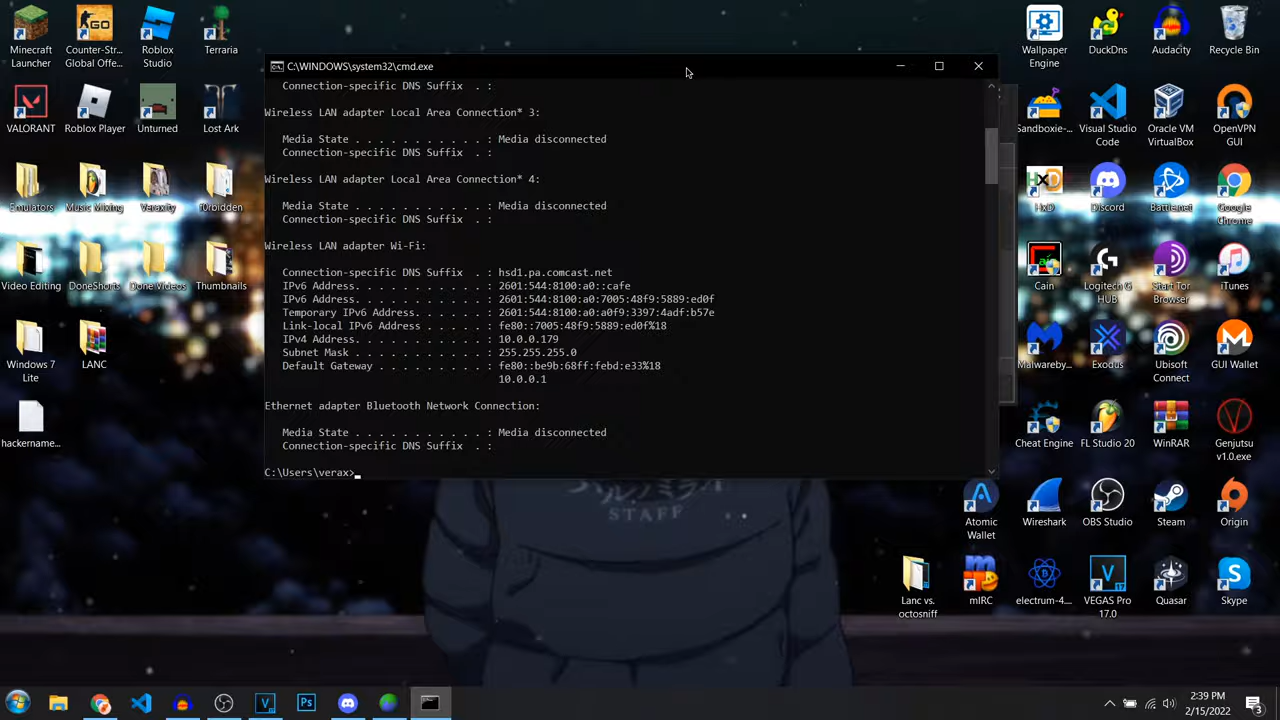 Minecraft
Launcher
Counter-Str...
Global Offe...
Roblox
Studio
Terraria
VALORANT
Roblox Player
Unturned
Lost Ark
Emulators
Music Mixing
Veraxity
f0rbidden
Video Editing
DoneShorts
Done Videos
Thumbnails
Windows 7
Lite
LANC
hackername...
C:\WINDOWS\system32\cmd.exe
Connection-specific DNS Suffix . :
Wireless LAN adapter Local Area Connection* 3:
Media State . . . . . . . . . . . : Media disconnected
Connection-specific DNS Suffix . :
Wireless LAN adapter Local Area Connection* 4:
Media State . . . . . . . . . . . : Media disconnected
Connection-specific DNS Suffix . :
Wireless LAN adapter Wi-Fi:
Connection-specific DNS Suffix . : hsd1.pa.comcast.net
IPv6 Address. . . . . . . . . . . : 2601:544:8100:a0::cafe
IPv6 Address. . . . . . . . . . . : 2601:544:8100:a0:7005:48f9:5889:ed0f
Temporary IPv6 Address. . . . . . : 2601:544:8100:a0:a0f9:3397:4adf:b57e
Link-local IPv6 Address . . . . . : fe80::7005:48f9:5889:ed0f%18
IPv4 Address. . . . . . . . . . . : 10.0.0.179
Subnet Mask . . . . . . . . . . . : 255.255.255.0
Default Gateway . . . . . . . . . : fe80::be9b:68ff:febd:e33%18
10.0.0.1
Ethernet adapter Bluetooth Network Connection:
Media State . . . . . . . . . . . : Media disconnected
Connection-specific DNS Suffix . :
C:\Users\verax>
STAFF
Wallpaper
Engine
DuckDns
Audacity
Recycle Bin
Sandboxie-...
Visual Studio
Code
Oracle VM
VirtualBox
OpenVPN
GUI
HxD
Discord
Battle.net
Google
Chrome
Cain
Logitech G
HUB
Start Tor
Browser
iTunes
Malwareby...
Exodus
Ubisoft
Connect
GUI Wallet
Cheat Engine
FL Studio 20
WinRAR
Genjutsu
v1.0.exe
Atomic
Wallet
Wireshark
OBS Studio
Steam
Origin
Lanc vs.
octosniff
mIRC
electrum-4....
VEGAS Pro
17.0
Quasar
Skype
2:39 PM
2/15/2022